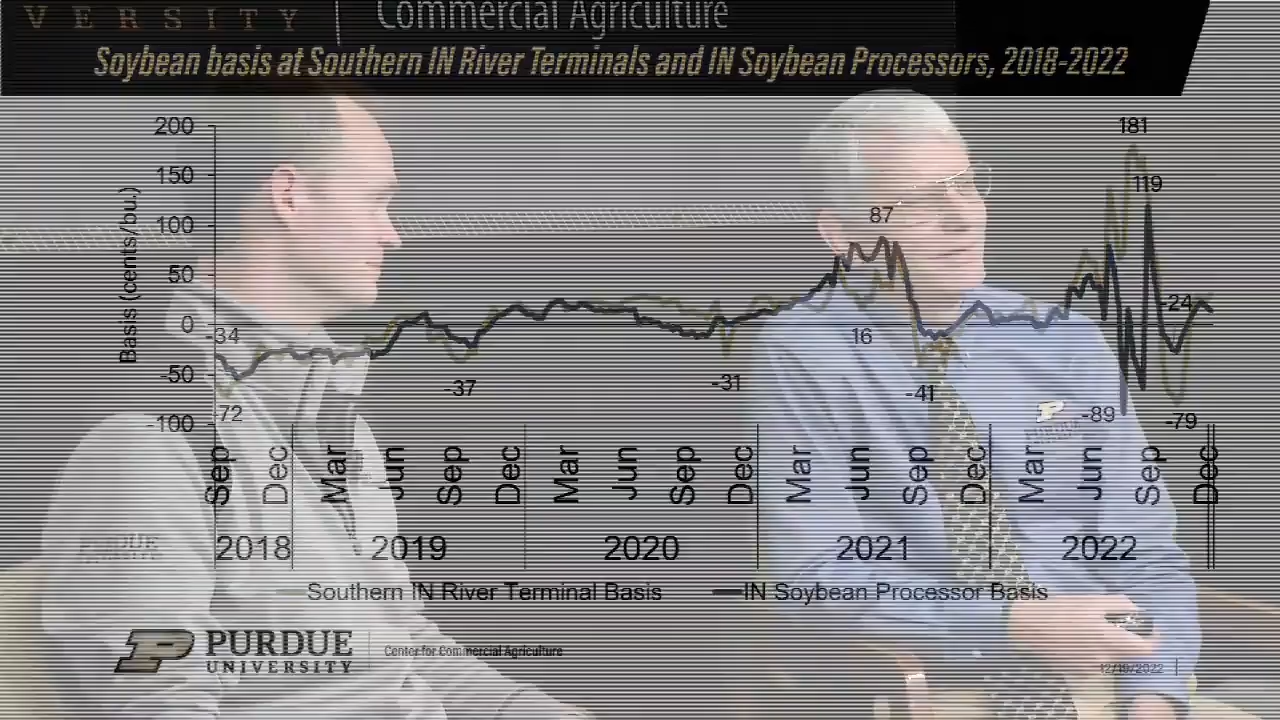 VERSITY
Commercial Agriculture
Soybean basis at Southern IN River Terminals and IN Soybean Processors, 2018-2022
Basis (cents/bu.)
200
150
100
50
0
-50
-100
181
119
87
-24
-34
16
-37
-31
-41
-72
-89
-79
Sep Dec Mar Jun Sep Dec Mar Jun Sep Dec Mar Jun Sep Dec Mar Jun Sep Dec
2018 2019 2020 2021 2022
Southern IN River Terminal Basis IN Soybean Processor Basis
PURDUE
UNIVERSITY
Center for Commercial Agriculture
12/19/2022
PURDUE
PURDUE